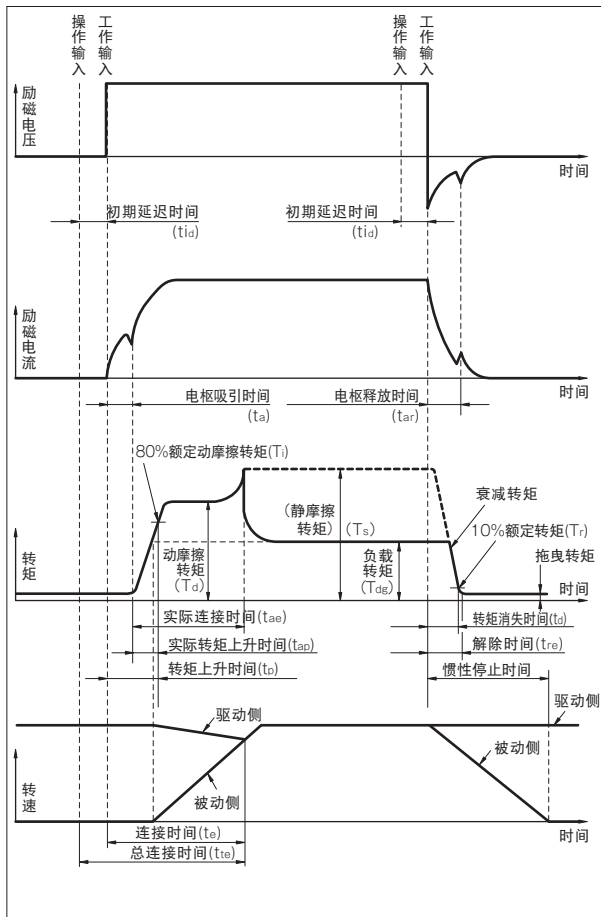 操作输入
工作输入
操作输入
工作输入
励磁电压
时间
初期延迟时间
(tid)
初期延迟时间
(tid)
励磁电流
时间
电枢吸引时间
(ta)
电枢释放时间
(tar)
80%额定动摩擦转矩(Ti)
衰减转矩
(静摩擦
转矩)
(Ts)
10%额定转矩(Tr)
转矩
动摩擦
转矩
(Td)
负载
转矩
(Tdg)
拖曳转矩
时间
实际连接时间(tae)
转矩消失时间(td)
实际转矩上升时间(tap)
解除时间(tre)
转矩上升时间(tp)
惯性停止时间
驱动侧
驱动侧
被动侧
转速
被动侧
时间
连接时间(te)
总连接时间(tte)